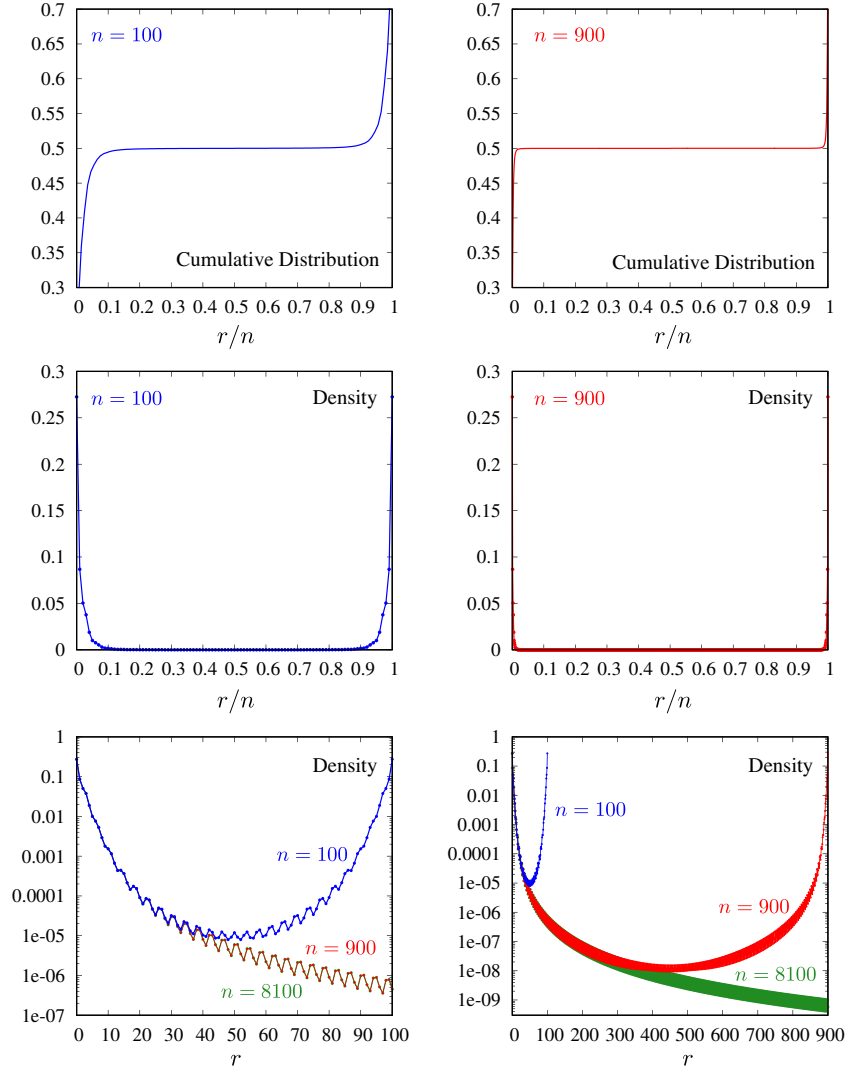 0.7
0.65
0.6
0.55
0.5
0.45
0.4
0.35
0.3
n = 100
Cumulative Distribution
0 0.1 0.2 0.3 0.4 0.5 0.6 0.7 0.8 0.9 1
r/n
0.7
0.65
0.6
0.55
0.5
0.45
0.4
0.35
0.3
n = 900
Cumulative Distribution
0 0.1 0.2 0.3 0.4 0.5 0.6 0.7 0.8 0.9 1
r/n
0.3
0.25
0.2
0.15
0.1
0.05
0
n = 100
Density
0 0.1 0.2 0.3 0.4 0.5 0.6 0.7 0.8 0.9 1
r/n
0.3
0.25
0.2
0.15
0.1
0.05
0
n = 900
Density
0 0.1 0.2 0.3 0.4 0.5 0.6 0.7 0.8 0.9 1
r/n
1
0.1
0.01
0.001
0.0001
1e-05
1e-06
1e-07
Density
n = 100
n = 900
n = 8100
0 10 20 30 40 50 60 70 80 90 100
r
1
0.1
0.01
0.001
0.0001
1e-05
1e-06
1e-07
1e-08
1e-09
Density
n = 100
n = 900
n = 8100
0 100 200 300 400 500 600 700 800 900
r